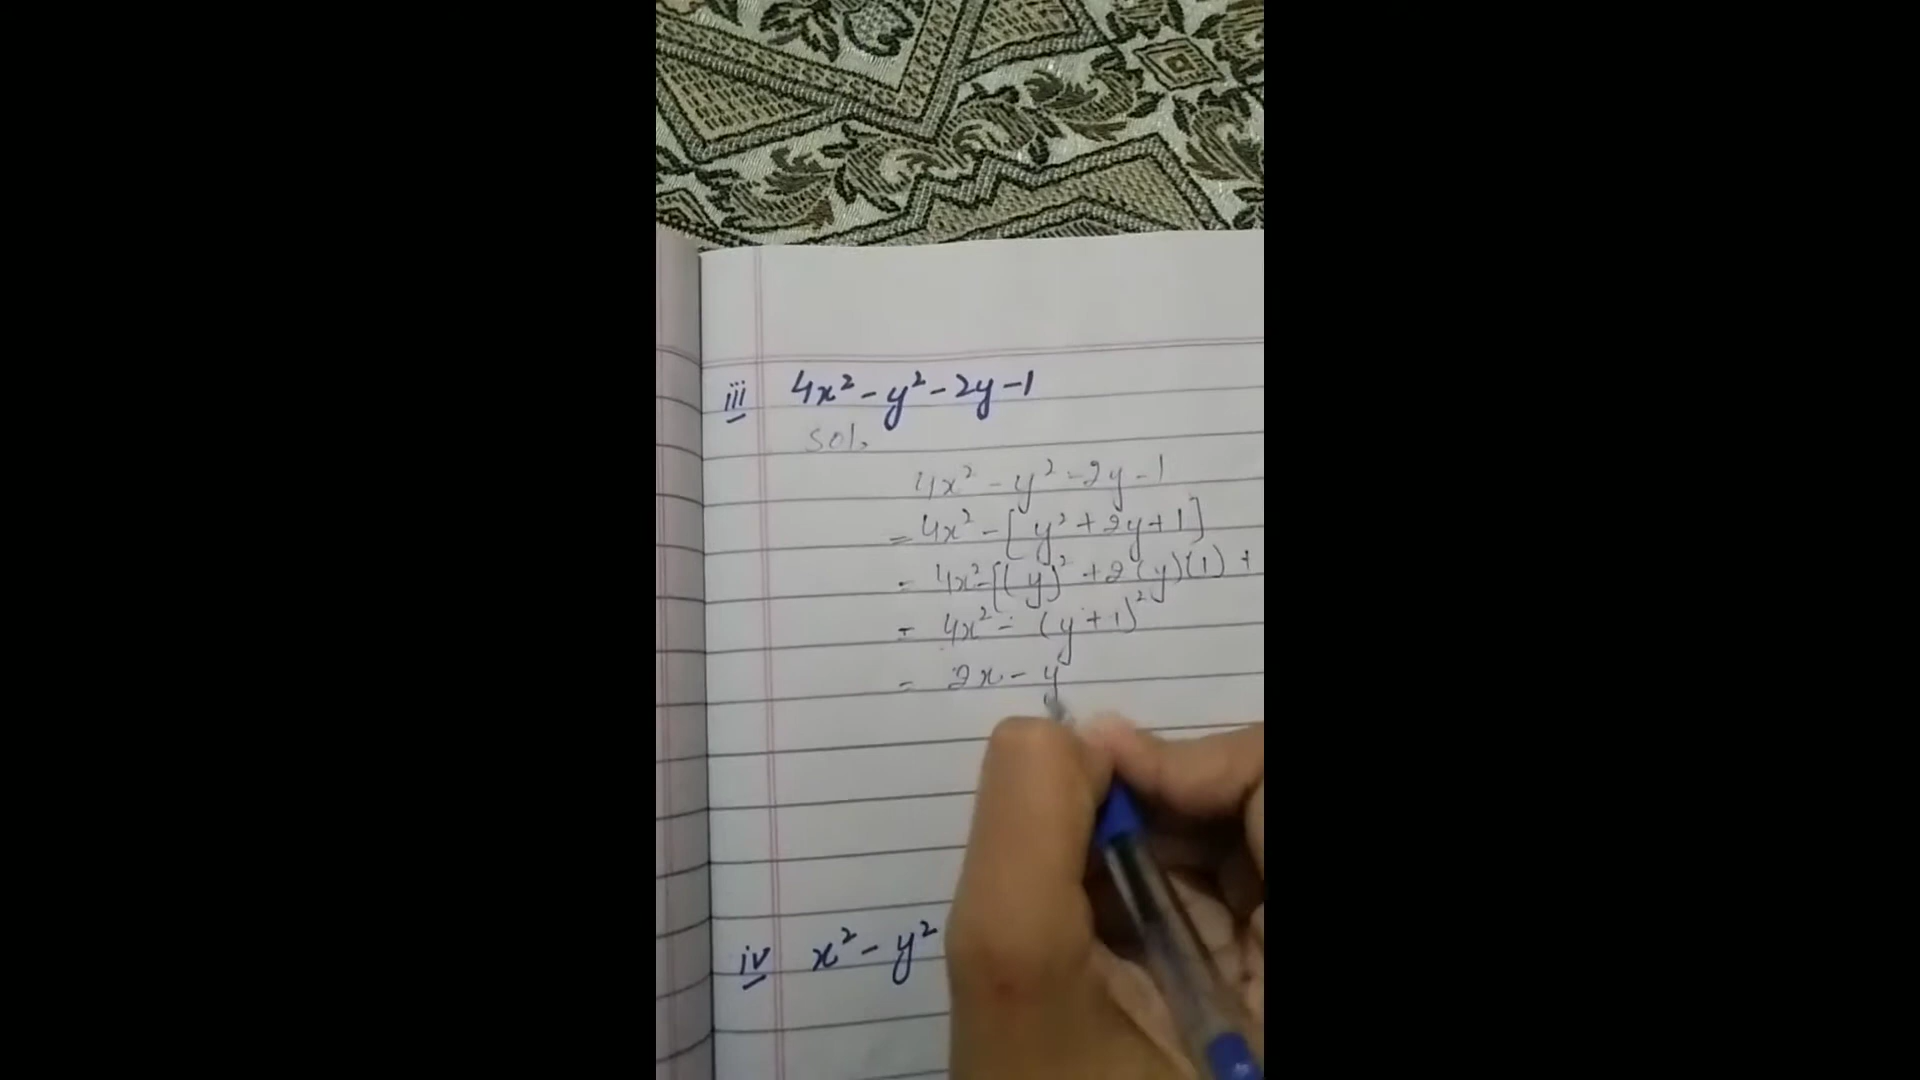 iii 4x² - y² - 2y - 1
Sol.
4x² - y² - 2y - 1
= 4x² - [y² + 2y + 1]
= 4x² - [(y)² + 2(y)(1) +
= 4x² - (y + 1)²
= 2x - y
iv x² - y²